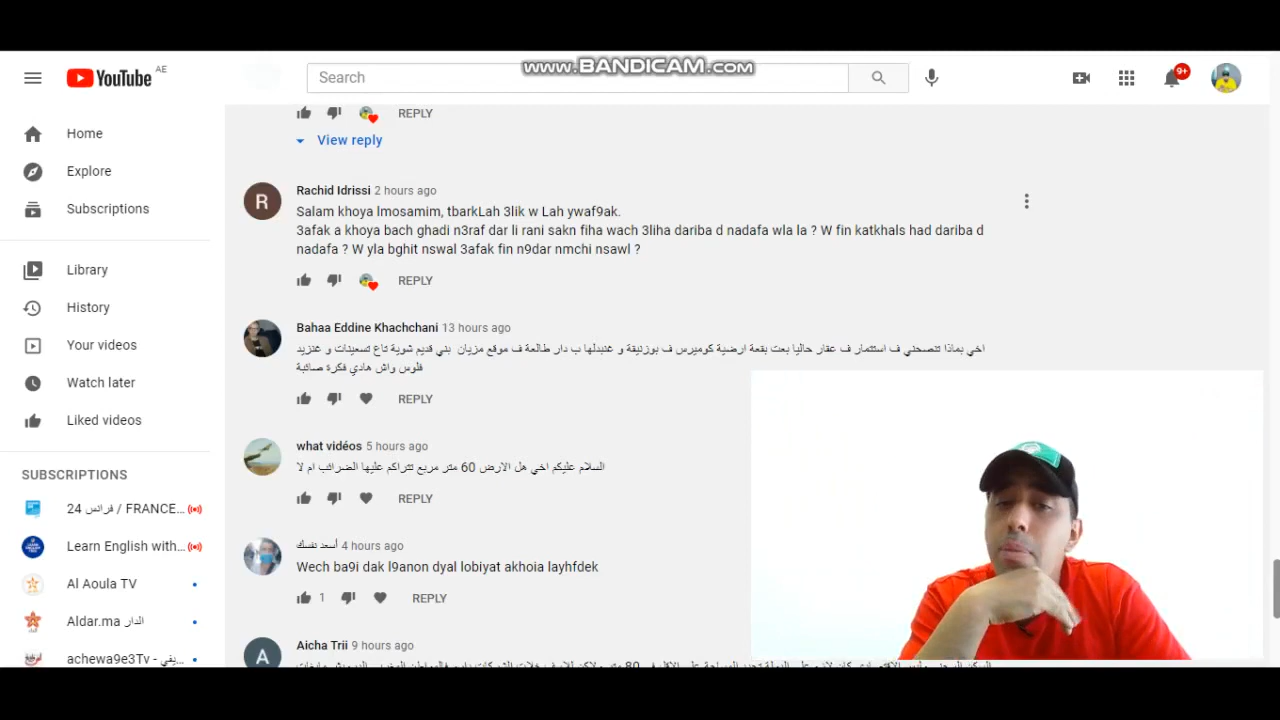 www.BANDICAM.com
YouTube AE
Search
9+
REPLY
View reply
Home
Explore
Subscriptions
Library
History
Your videos
Watch later
Liked videos
SUBSCRIPTIONS
فرانس 24 / FRANCE...
Learn English with...
Al Aoula TV
Aldar.ma الدار
achewa9e3Tv - يفي...
R
Rachid Idrissi 2 hours ago
Salam khoya lmosamim, tbarkLah 3lik w Lah ywaf9ak.
3afak a khoya bach ghadi n3raf dar li rani sakn fiha wach 3liha dariba d nadafa wla la ? W fin katkhals had dariba d
nadafa ? W yla bghit nswal 3afak fin n9dar nmchi nsawl ?
REPLY
Bahaa Eddine Khachchani 13 hours ago
اخي بماذا تنصحني ف استثمار ف عقار حاليا بعت بقعة ارضية كوميرس ف بوزنيقة و غنبدلها ب دار طالعة ف موقع مزيان بني قديم شوية تاع تسعينات و غنزيد
فلوس واش هادي فكرة صائبة
REPLY
what vidéos 5 hours ago
السلام عليكم اخي هل الارض 60 متر مربع تتراكم عليها الضرائب ام لا
REPLY
أسعد نفسك 4 hours ago
Wech ba9i dak l9anon dyal lobiyat akhoia layhfdek
1
REPLY
A
Aicha Trii 9 hours ago